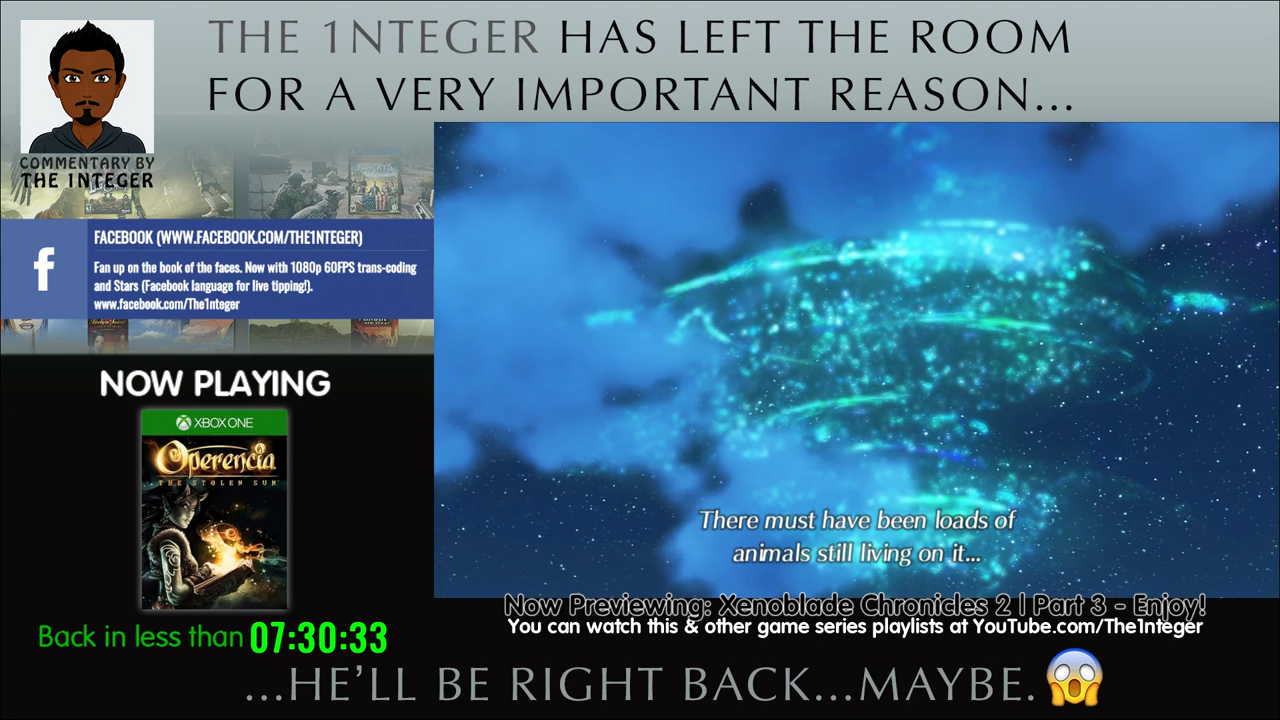 THE 1NTEGER HAS LEFT THE ROOM
FOR A VERY IMPORTANT REASON...
COMMENTARY BY
THE 1NTEGER
FARCRY5
f
FACEBOOK (WWW.FACEBOOK.COM/THE1NTEGER)
Fan up on the book of the faces. Now with 1080p 60FPS trans-coding
and Stars (Facebook language for live tipping!).
www.facebook.com/The1nteger
NOW PLAYING
XBOX ONE
Operencia
THE STOLEN SUN
Back in less than 07:30:33
There must have been loads of
animals still living on it...
Now Previewing: Xenoblade Chronicles 2 | Part 3 - Enjoy!
You can watch this & other game series playlists at YouTube.com/The1nteger
...HE'LL BE RIGHT BACK...MAYBE.